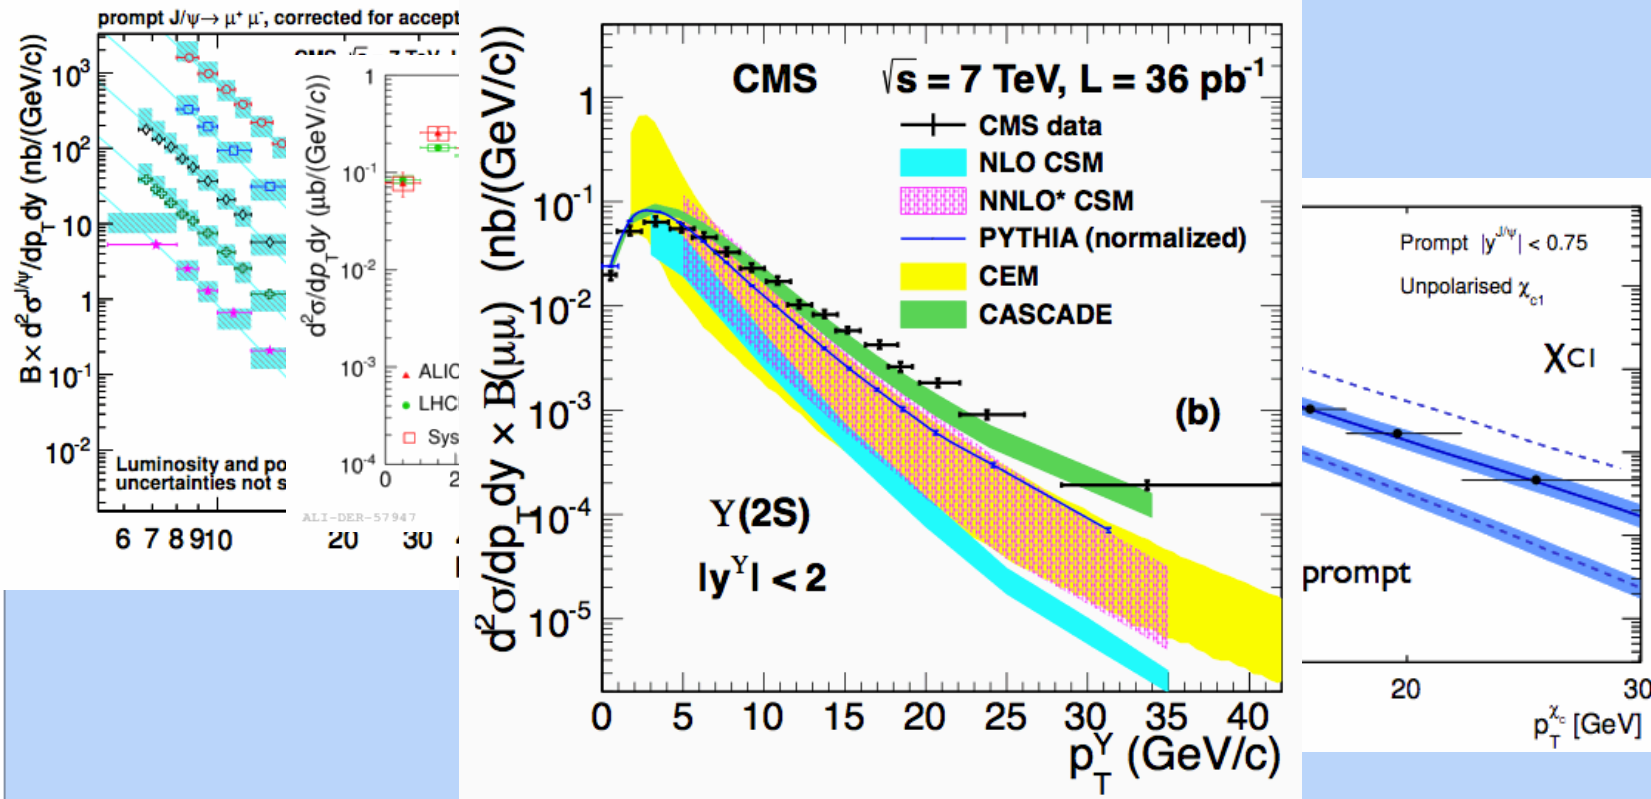 prompt J/ψ→ μ⁺ μ⁻, corrected for accept
B× d² σ^J/ψ/dp_T dy (nb/(GeV/c))
10³
10²
10
1
10⁻¹
10⁻²
Luminosity and po
uncertainties not s
6 7 8 9 10 20 30
d²σ/dp_T dy (μb/(GeV/c))
1
10⁻¹
10⁻²
10⁻³
10⁻⁴
ALIC
LHC
Sys
0 2
ALI-DER-57947
d²σ/dp_T dy × B(μμ) (nb/(GeV/c))
1
10⁻¹
10⁻²
10⁻³
10⁻⁴
10⁻⁵
CMS √s = 7 TeV, L = 36 pb⁻¹
CMS data
NLO CSM
NNLO* CSM
PYTHIA (normalized)
CEM
CASCADE
(b)
Υ(2S)
|y^Υ| < 2
0 5 10 15 20 25 30 35 40
p_T^Υ (GeV/c)
Prompt |y^J/ψ| < 0.75
Unpolarised χ_c1
χc1
prompt
20 30
p_T^χc [GeV]